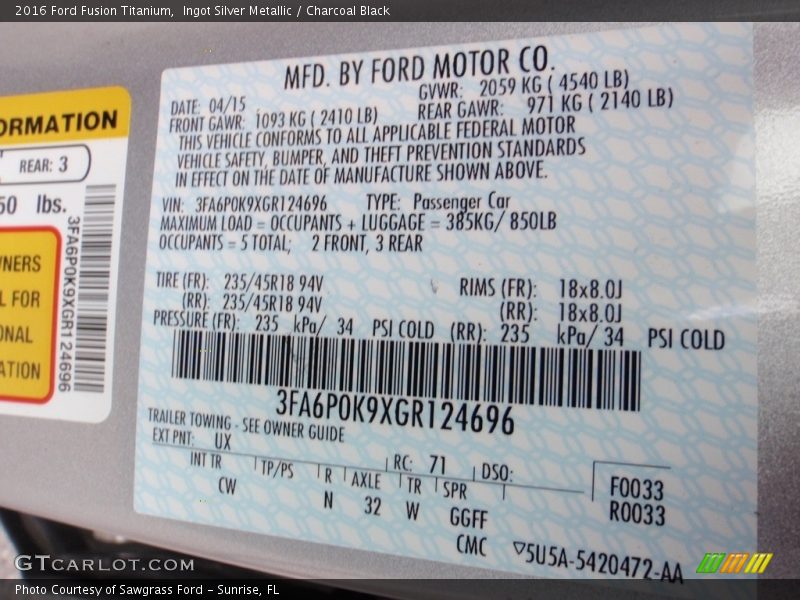 2016 Ford Fusion Titanium, Ingot Silver Metallic / Charcoal Black
ORMATION
REAR: 3
50 lbs.
3FA6P0K9XGR124696
NERS
L FOR
ONAL
ATION
MFD. BY FORD MOTOR CO.
DATE: 04/15 GVWR: 2059 KG ( 4540 LB)
FRONT GAWR: 1093 KG ( 2410 LB) REAR GAWR: 971 KG ( 2140 LB)
THIS VEHICLE CONFORMS TO ALL APPLICABLE FEDERAL MOTOR
VEHICLE SAFETY, BUMPER, AND THEFT PREVENTION STANDARDS
IN EFFECT ON THE DATE OF MANUFACTURE SHOWN ABOVE.
VIN: 3FA6P0K9XGR124696 TYPE: Passenger Car
MAXIMUM LOAD = OCCUPANTS + LUGGAGE = 385KG/ 850LB
OCCUPANTS = 5 TOTAL; 2 FRONT, 3 REAR
TIRE (FR): 235/45R18 94V RIMS (FR): 18x8.0J
(RR): 235/45R18 94V (RR): 18x8.0J
PRESSURE (FR): 235 kPa/ 34 PSI COLD (RR): 235 kPa/ 34 PSI COLD
3FA6P0K9XGR124696
TRAILER TOWING - SEE OWNER GUIDE
EXT PNT: UX RC: 71 DSO:
INT TR TP/PS R AXLE TR SPR F0033
CW N 32 W GGFF R0033
CMC ▽5U5A-5420472-AA
GTCARLOT.COM
Photo Courtesy of Sawgrass Ford - Sunrise, FL